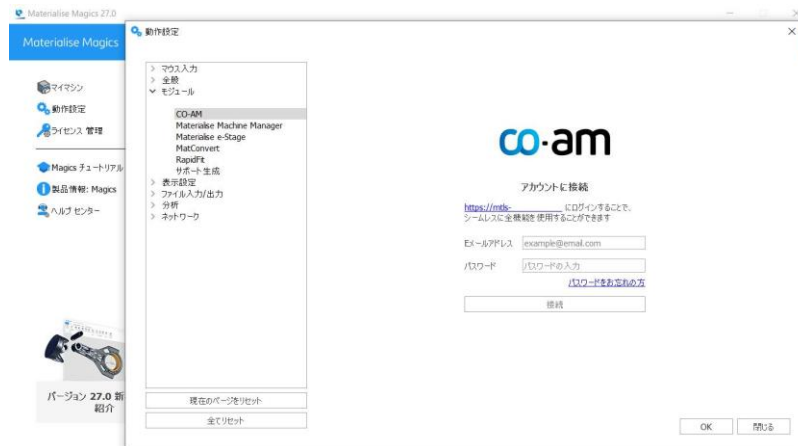 Materialise Magics 27.0
Materialise Magics
マイマシン
動作設定
ライセンス 管理
Magics チュートリアル
製品情報: Magics
ヘルプ センター
バージョン 27.0 新
紹介
動作設定
マウス入力
全般
モジュール
CO-AM
Materialise Machine Manager
Materialise e-Stage
MatConvert
RapidFit
サポート生成
表示設定
ファイル入力/出力
分析
ネットワーク
現在のページをリセット
全てリセット
co·am
アカウントに接続
https://mtls-________ にログインすることで、
シームレスに全機能を使用することができます
Eメールアドレス example@email.com
パスワード パスワードの入力
パスワードをお忘れの方
接続
OK 閉じる